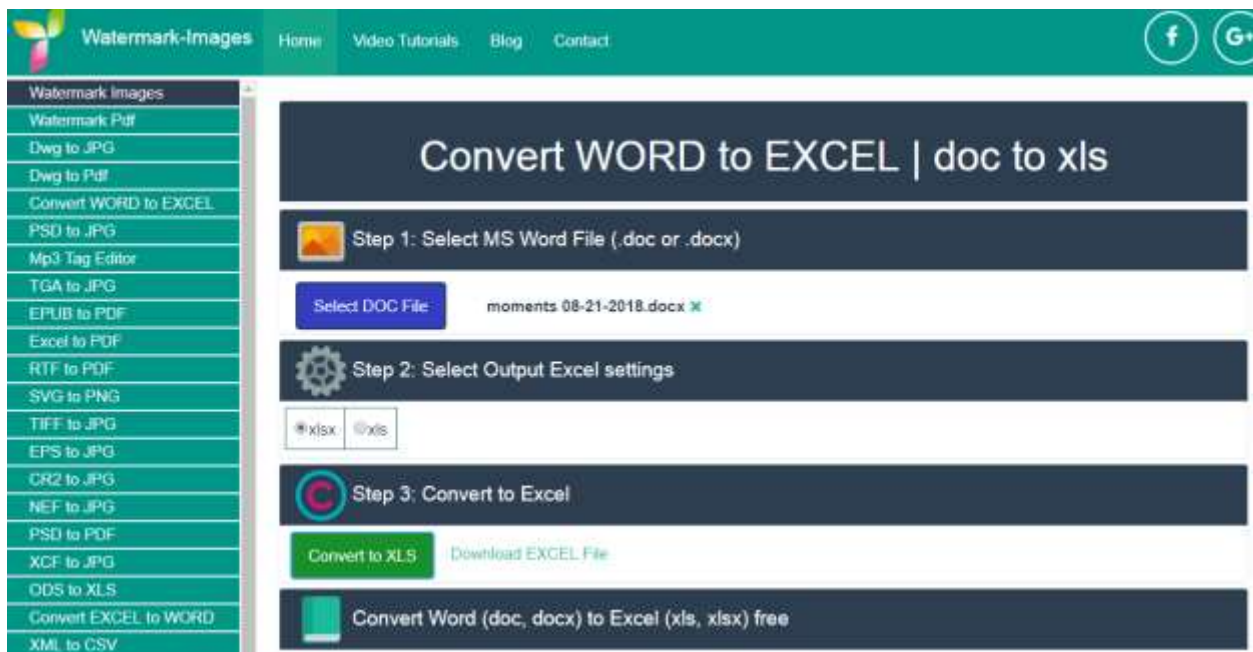 Watermark-Images Home Video Tutorials Blog Contact f G+
Watermark Images
Watermark Pdf
Dwg to JPG
Dwg to Pdf
Convert WORD to EXCEL
PSD to JPG
Mp3 Tag Editor
TGA to JPG
EPUB to PDF
Excel to PDF
RTF to PDF
SVG to PNG
TIFF to JPG
EPS to JPG
CR2 to JPG
NEF to JPG
PSD to PDF
XCF to JPG
ODS to XLS
Convert EXCEL to WORD
XML to CSV
Convert WORD to EXCEL | doc to xls
Step 1: Select MS Word File (.doc or .docx)
Select DOC File moments 08-21-2018.docx
Step 2: Select Output Excel settings
xlsx xls
C Step 3: Convert to Excel
Convert to XLS Download EXCEL File
Convert Word (doc, docx) to Excel (xls, xlsx) free